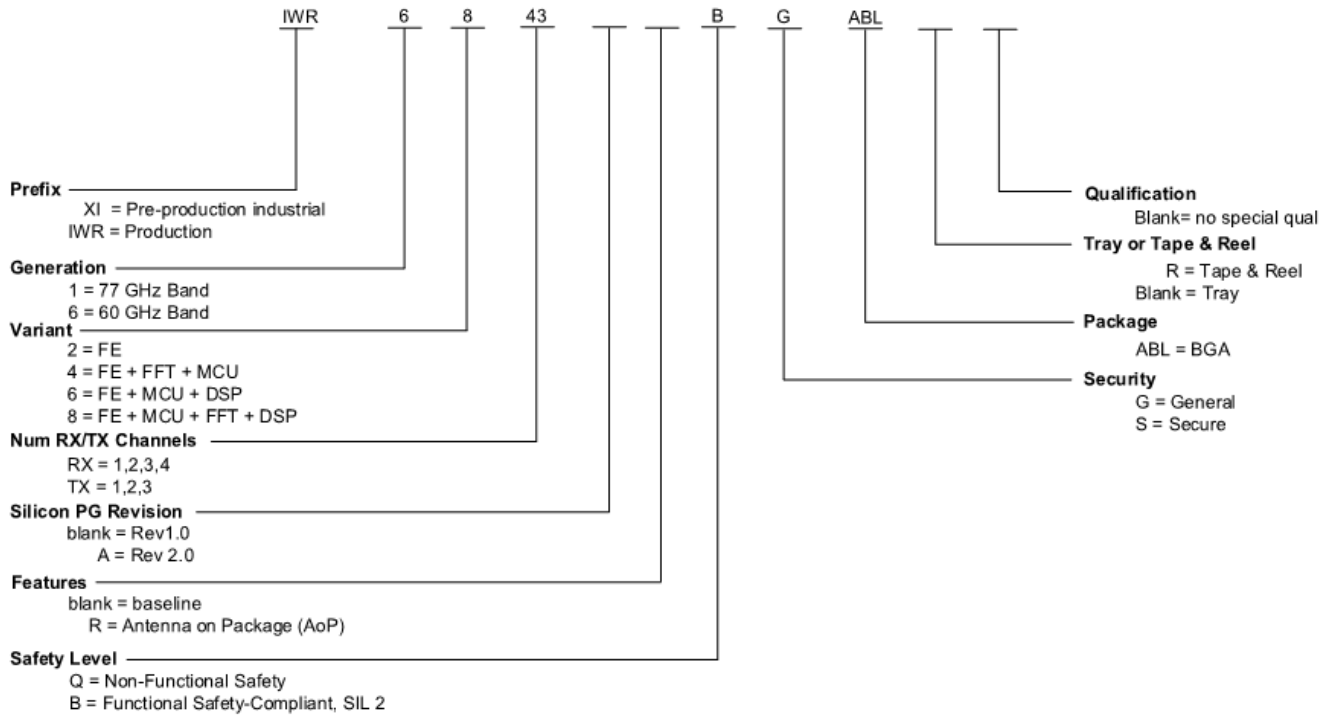 IWR 6 8 43 B G ABL
Prefix
XI = Pre-production industrial
IWR = Production
Generation
1 = 77 GHz Band
6 = 60 GHz Band
Variant
2 = FE
4 = FE + FFT + MCU
6 = FE + MCU + DSP
8 = FE + MCU + FFT + DSP
Num RX/TX Channels
RX = 1,2,3,4
TX = 1,2,3
Silicon PG Revision
blank = Rev1.0
A = Rev 2.0
Features
blank = baseline
R = Antenna on Package (AoP)
Safety Level
Q = Non-Functional Safety
B = Functional Safety-Compliant, SIL 2
Qualification
Blank= no special qual
Tray or Tape & Reel
R = Tape & Reel
Blank = Tray
Package
ABL = BGA
Security
G = General
S = Secure